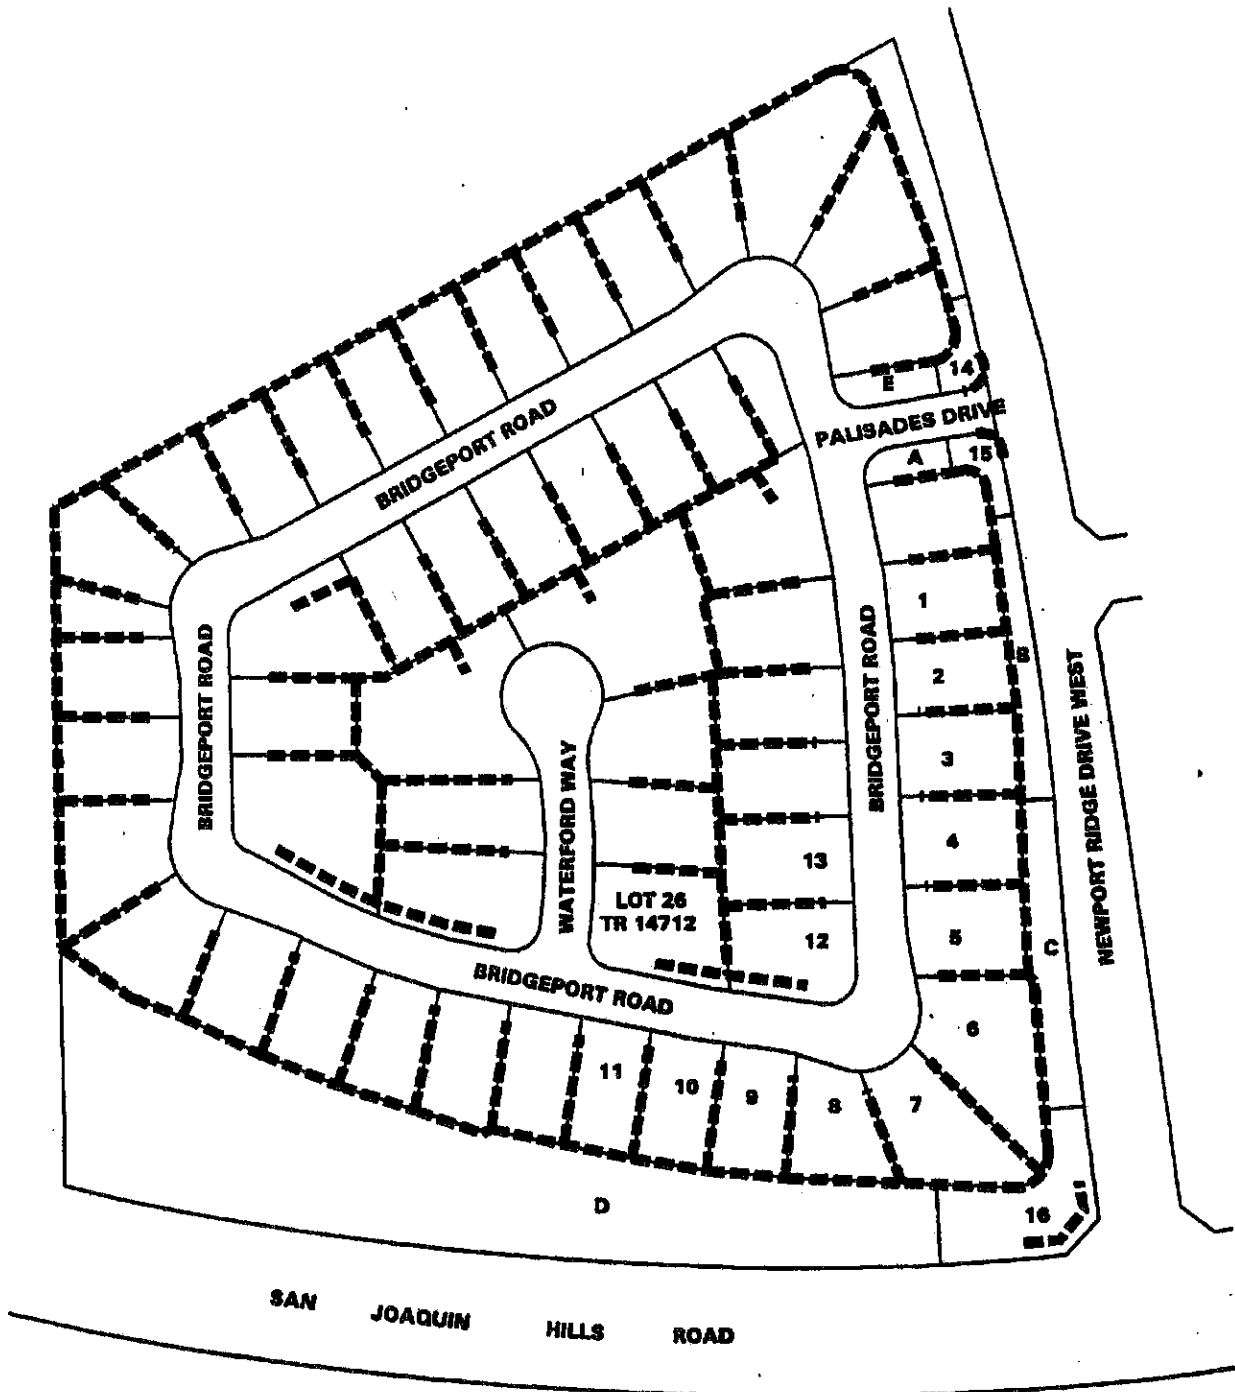 14
E
PALISADES DRIVE
A
15
BRIDGEPORT ROAD
1
B
2
3
4
5
C
6
7
8
9
10
11
12
13
BRIDGEPORT ROAD
BRIDGEPORT ROAD
NEWPORT RIDGE DRIVE WEST
WATERFORD WAY
LOT 26
TR 14712
BRIDGEPORT ROAD
D
16
SAN JOAQUIN HILLS ROAD